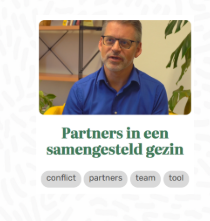 Partners in een
samengesteld gezin
conflict partners team tool